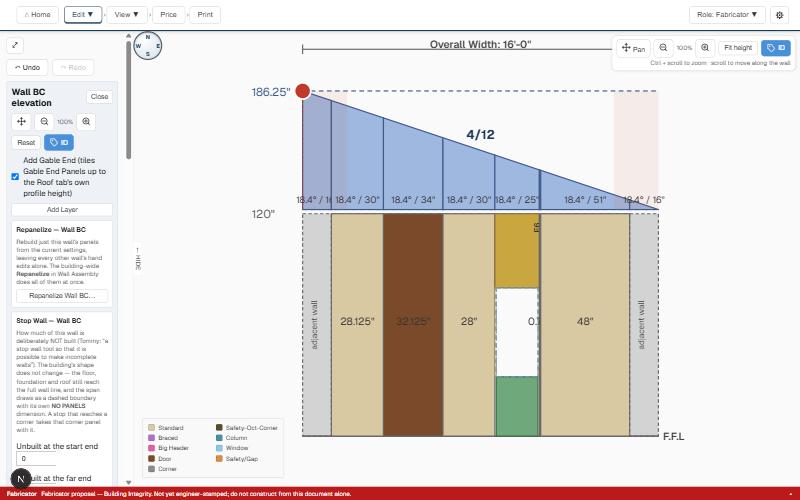 ⌂ Home
Edit ▼
View ▼
Price
Print
Role: Fabricator ▼
Undo
Redo
Wall BC elevation
Close
100%
Reset
ID
Add Gable End (tiles
Gable End Panels up to
the Roof tab's own
profile height)
Add Layer
Repanelize — Wall BC
Rebuild just this wall's panels
from the current settings,
leaving every other wall's hand
edits alone. The building-wide
Repanelize in Wall Assembly
does all of them at once.
Repanelize Wall BC...
Stop Wall — Wall BC
How much of this wall is
deliberately NOT built (Tommy: "a
stop wall tool so that it is
possible to make incomplete
walls"). The building's shape
does not change — the floor,
foundation and roof still reach
the full wall line, and the span
draws as a dashed boundary
with its own NO PANELS
dimension. A stop that reaches a
corner takes that corner panel
with it.
Unbuilt at the start end
0
uilt at the far end
N
N
W E
S
↑ HIDE
Overall Width: 16'-0"
Pan
100%
Fit height
ID
Ctrl + scroll to zoom · scroll to move along the wall
186.25"
4/12
18.4° / 30"
18.4° / 34"
18.4° / 30"
18.4° / 25"
18.4° / 51"
18.4° / 16"
120"
adjacent wall
28.125"
32.125"
28"
48"
adjacent wall
F.F.L
Standard
Braced
Big Header
Door
Corner
Safety-Oct-Corner
Column
Window
Safety/Gap
Fabricator Fabricator proposal — Building Integrity. Not yet engineer-stamped; do not construct from this document alone.